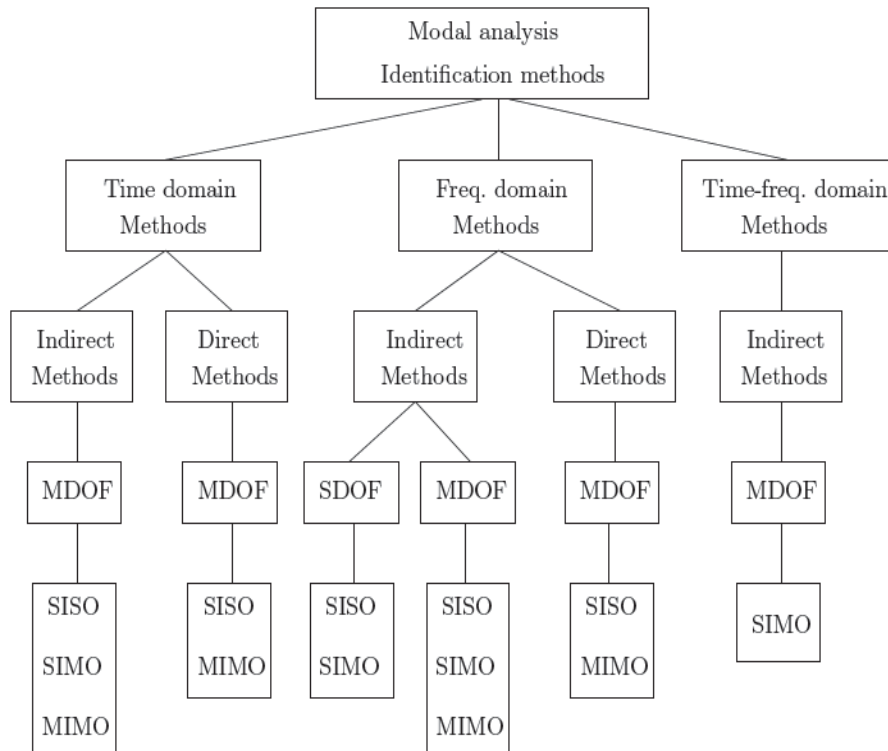 Modal analysis
Identification methods
Time domain
Methods
Freq. domain
Methods
Time-freq. domain
Methods
Indirect
Methods
Direct
Methods
Indirect
Methods
Direct
Methods
Indirect
Methods
MDOF
MDOF
SDOF
MDOF
MDOF
MDOF
SISO
SIMO
MIMO
SISO
MIMO
SISO
SIMO
SISO
SIMO
MIMO
SISO
MIMO
SIMO